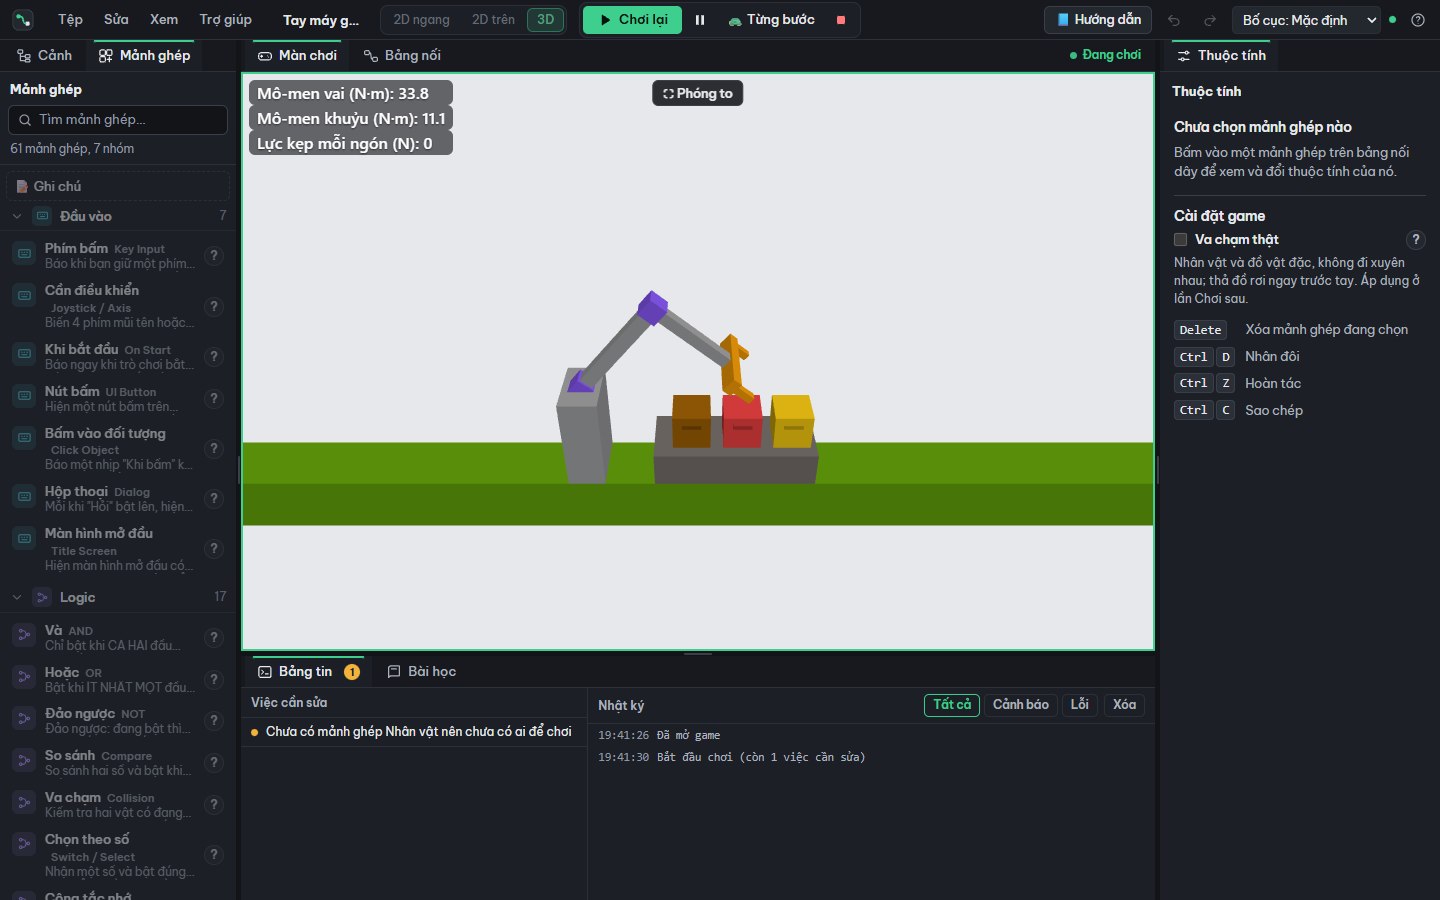 Tệp Sửa Xem Trợ giúp Tay máy g... 2D ngang 2D trên 3D Chơi lại Từng bước Hướng dẫn Bố cục: Mặc định
Cảnh Mảnh ghép
Mảnh ghép
Tìm mảnh ghép...
61 mảnh ghép, 7 nhóm
Ghi chú
Đầu vào 7
Phím bấm Key Input ?
Báo khi bạn giữ một phím...
Cần điều khiển
Joystick / Axis ?
Biến 4 phím mũi tên hoặc...
Khi bắt đầu On Start ?
Báo ngay khi trò chơi bắt...
Nút bấm UI Button ?
Hiện một nút bấm trên...
Bấm vào đối tượng
Click Object ?
Báo một nhịp "Khi bấm" k...
Hộp thoại Dialog ?
Mỗi khi "Hỏi" bật lên, hiện...
Màn hình mở đầu
Title Screen ?
Hiện màn hình mở đầu có...
Logic 17
Và AND ?
Chỉ bật khi CẢ HAI đầu...
Hoặc OR ?
Bật khi ÍT NHẤT MỘT đầu...
Đảo ngược NOT ?
Đảo ngược: đang bật thì...
So sánh Compare ?
So sánh hai số và bật khi...
Va chạm Collision ?
Kiểm tra hai vật có đang...
Chọn theo số
Switch / Select ?
Nhận một số và bật đúng...
Công tắc nhớ
Màn chơi Bảng nối Đang chơi
Mô-men vai (N·m): 33.8
Mô-men khuỷu (N·m): 11.1
Lực kẹp mỗi ngón (N): 0
Phóng to
Bảng tin 1 Bài học
Việc cần sửa
Chưa có mảnh ghép Nhân vật nên chưa có ai để chơi
Nhật ký Tất cả Cảnh báo Lỗi Xóa
19:41:26 Đã mở game
19:41:30 Bắt đầu chơi (còn 1 việc cần sửa)
Thuộc tính
Thuộc tính
Chưa chọn mảnh ghép nào
Bấm vào một mảnh ghép trên bảng nối
dây để xem và đổi thuộc tính của nó.
Cài đặt game
Va chạm thật ?
Nhân vật và đồ vật đặc, không đi xuyên
nhau; thả đồ rơi ngay trước tay. Áp dụng ở
lần Chơi sau.
Delete Xóa mảnh ghép đang chọn
Ctrl D Nhân đôi
Ctrl Z Hoàn tác
Ctrl C Sao chép